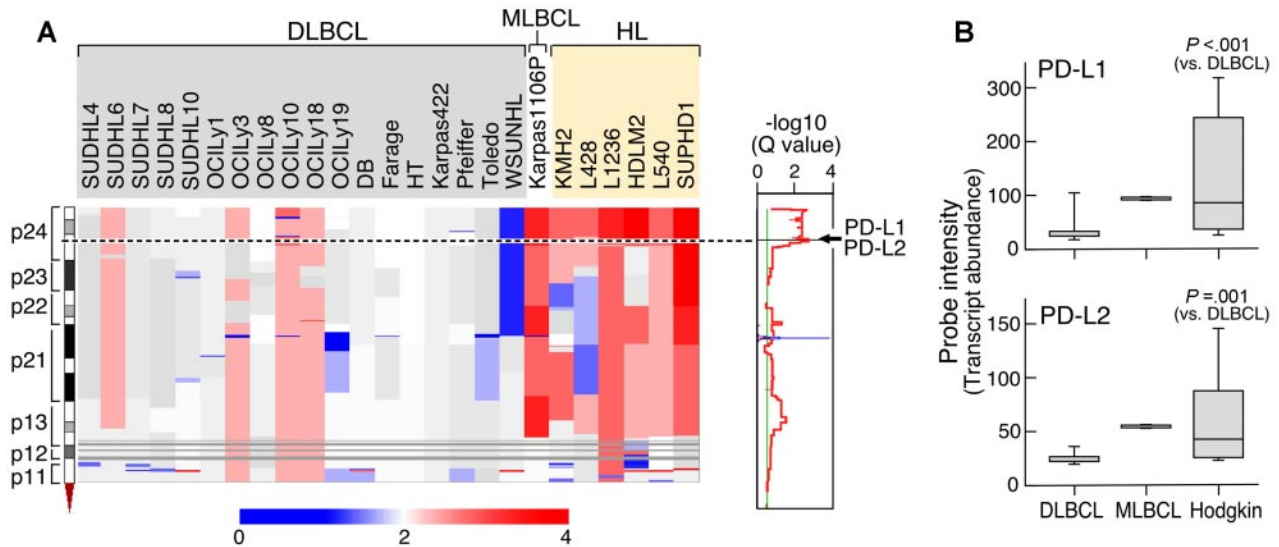 A
DLBCL
MLBCL
HL
SUDHL4
SUDHL6
SUDHL7
SUDHL8
SUDHL10
OCILy1
OCILy3
OCILy8
OCILy10
OCILy18
OCILy19
DB
Farage
HT
Karpas422
Pfeiffer
Toledo
WSUNHL
Karpas1106P
KMH2
L428
L1236
HDLM2
L540
SUPHD1
p24
p23
p22
p21
p13
p12
p11
0 2 4
-log10
(Q value)
0 2 4
PD-L1
PD-L2
B
Probe intensity
(Transcript abundance)
PD-L1
P <.001
(vs. DLBCL)
300
200
100
0
PD-L2
P =.001
(vs. DLBCL)
150
100
50
0
DLBCL MLBCL Hodgkin